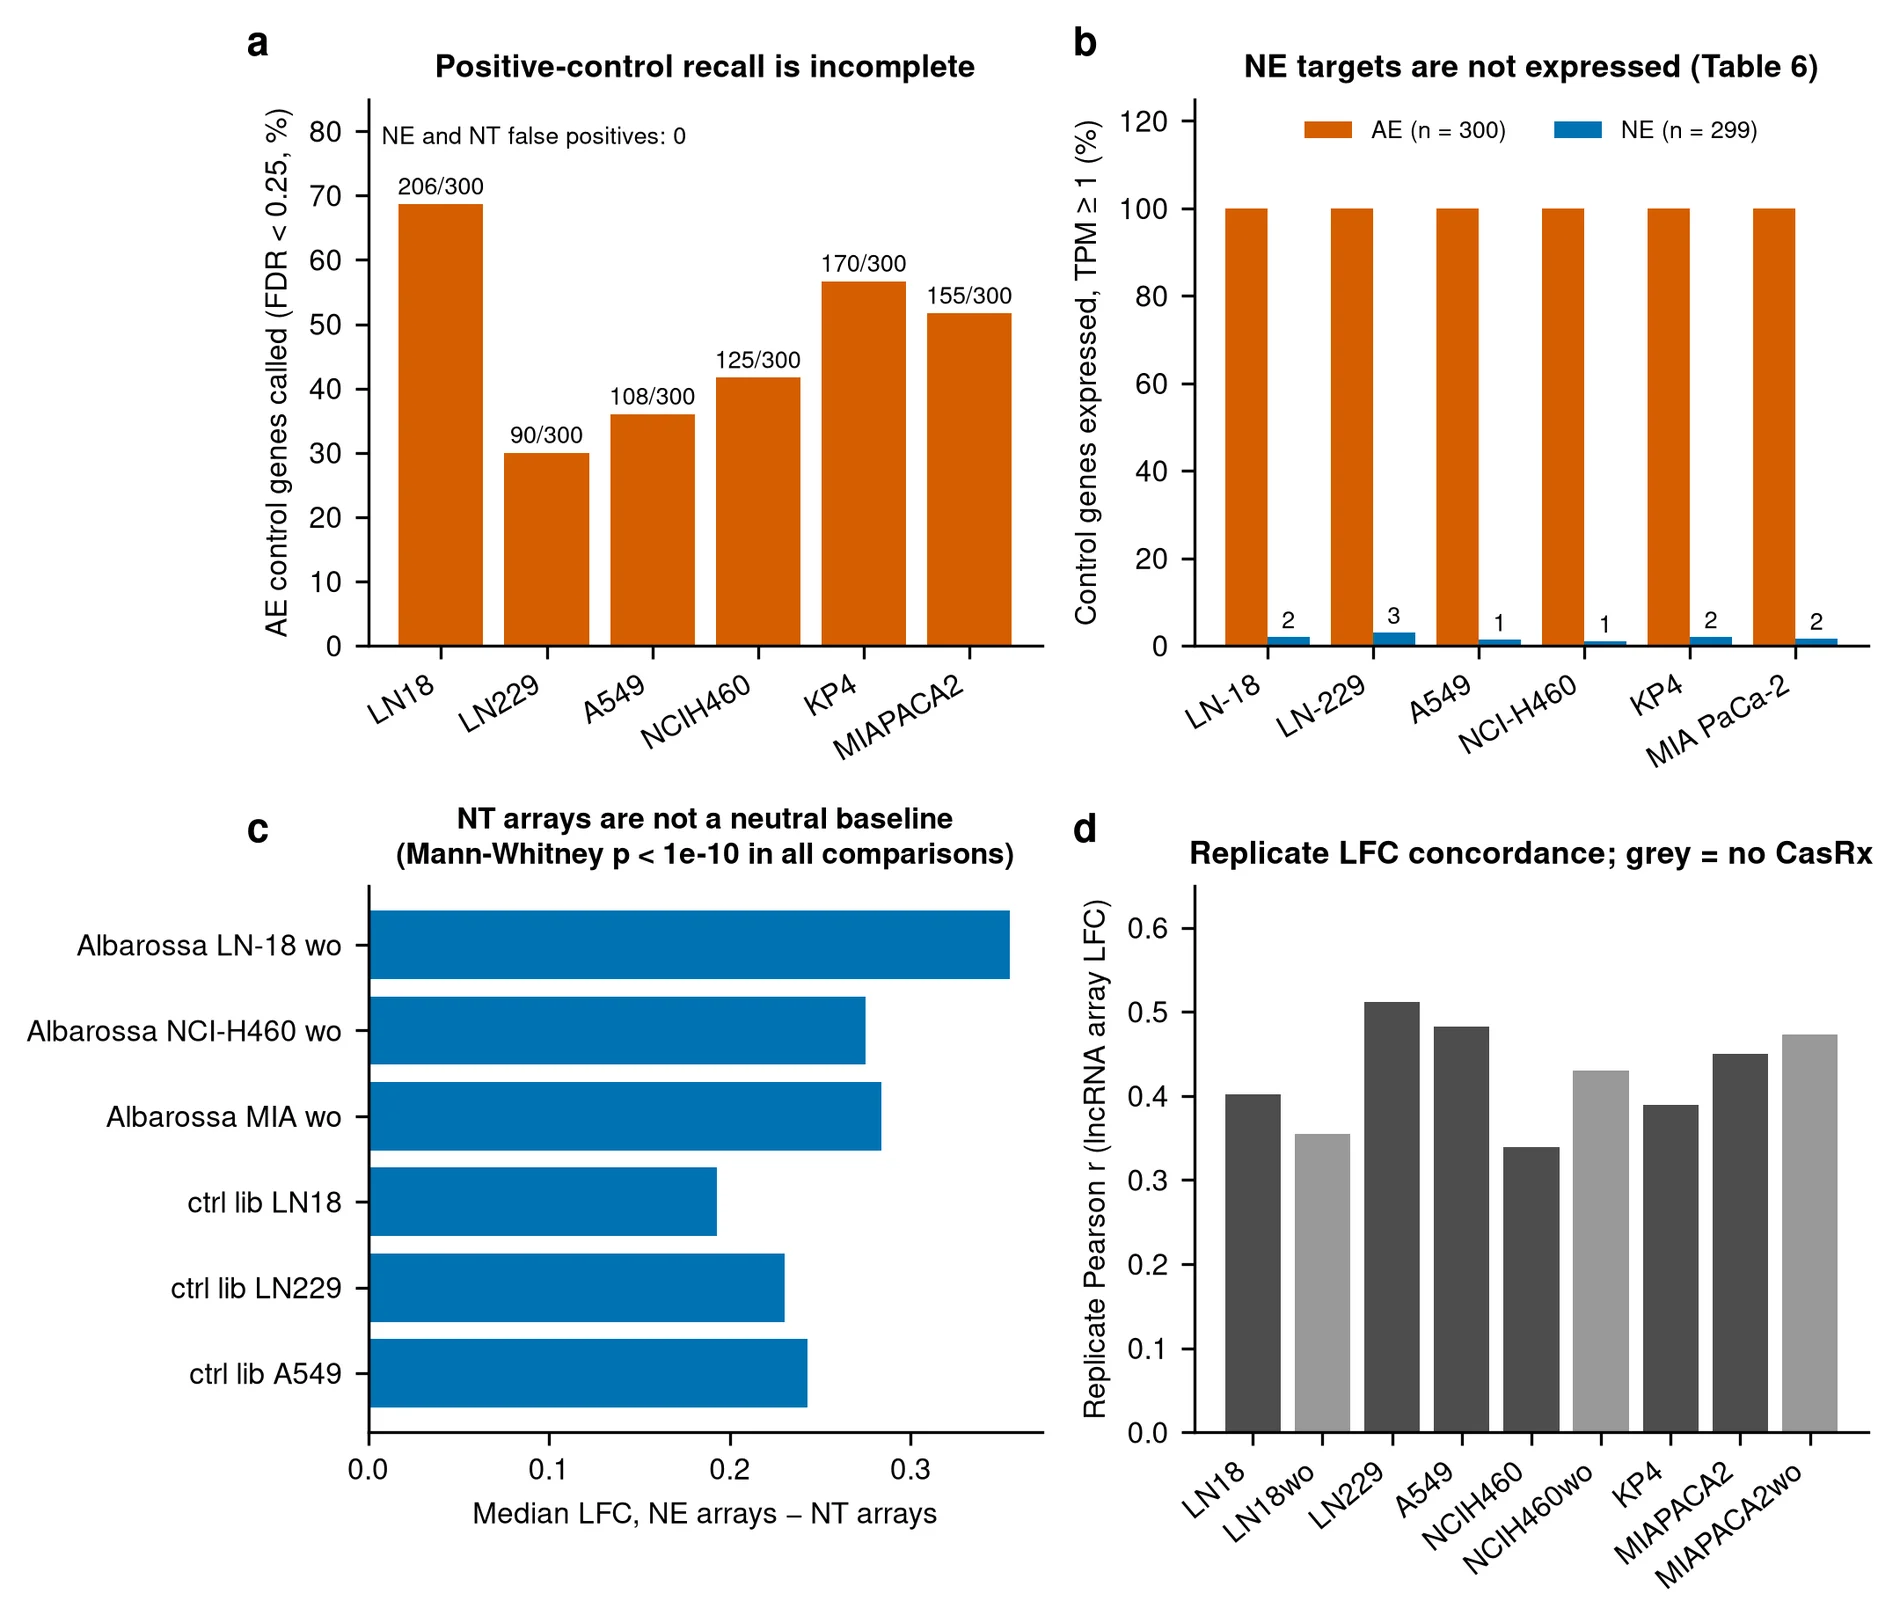 a
Positive-control recall is incomplete
AE control genes called (FDR < 0.25, %)
80
70
60
50
40
30
20
10
0
NE and NT false positives: 0
206/300
90/300
108/300
125/300
170/300
155/300
LN18
LN229
A549
NCIH460
KP4
MIAPACA2
b
NE targets are not expressed (Table 6)
Control genes expressed, TPM ≥ 1 (%)
120
100
80
60
40
20
0
AE (n = 300)
NE (n = 299)
2
3
1
1
2
2
LN-18
LN-229
A549
NCI-H460
KP4
MIA PaCa-2
c
NT arrays are not a neutral baseline
(Mann-Whitney p < 1e-10 in all comparisons)
Albarossa LN-18 wo
Albarossa NCI-H460 wo
Albarossa MIA wo
ctrl lib LN18
ctrl lib LN229
ctrl lib A549
0.0
0.1
0.2
0.3
Median LFC, NE arrays − NT arrays
d
Replicate LFC concordance; grey = no CasRx
Replicate Pearson r (lncRNA array LFC)
0.6
0.5
0.4
0.3
0.2
0.1
0.0
LN18
LN18wo
LN229
A549
NCIH460
NCIH460wo
KP4
MIAPACA2
MIAPACA2wo